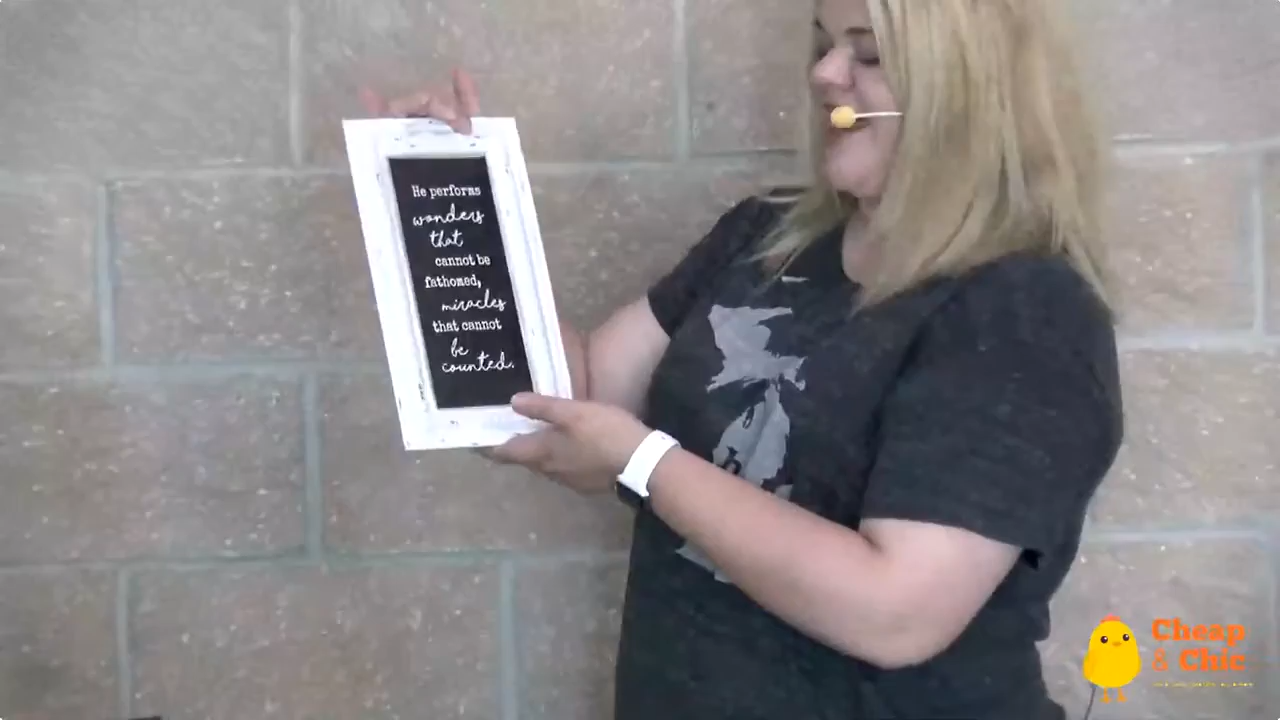 He performs
wonders
that
cannot be
fathomed,
miracles
that cannot
be
counted.
Cheap
& Chic